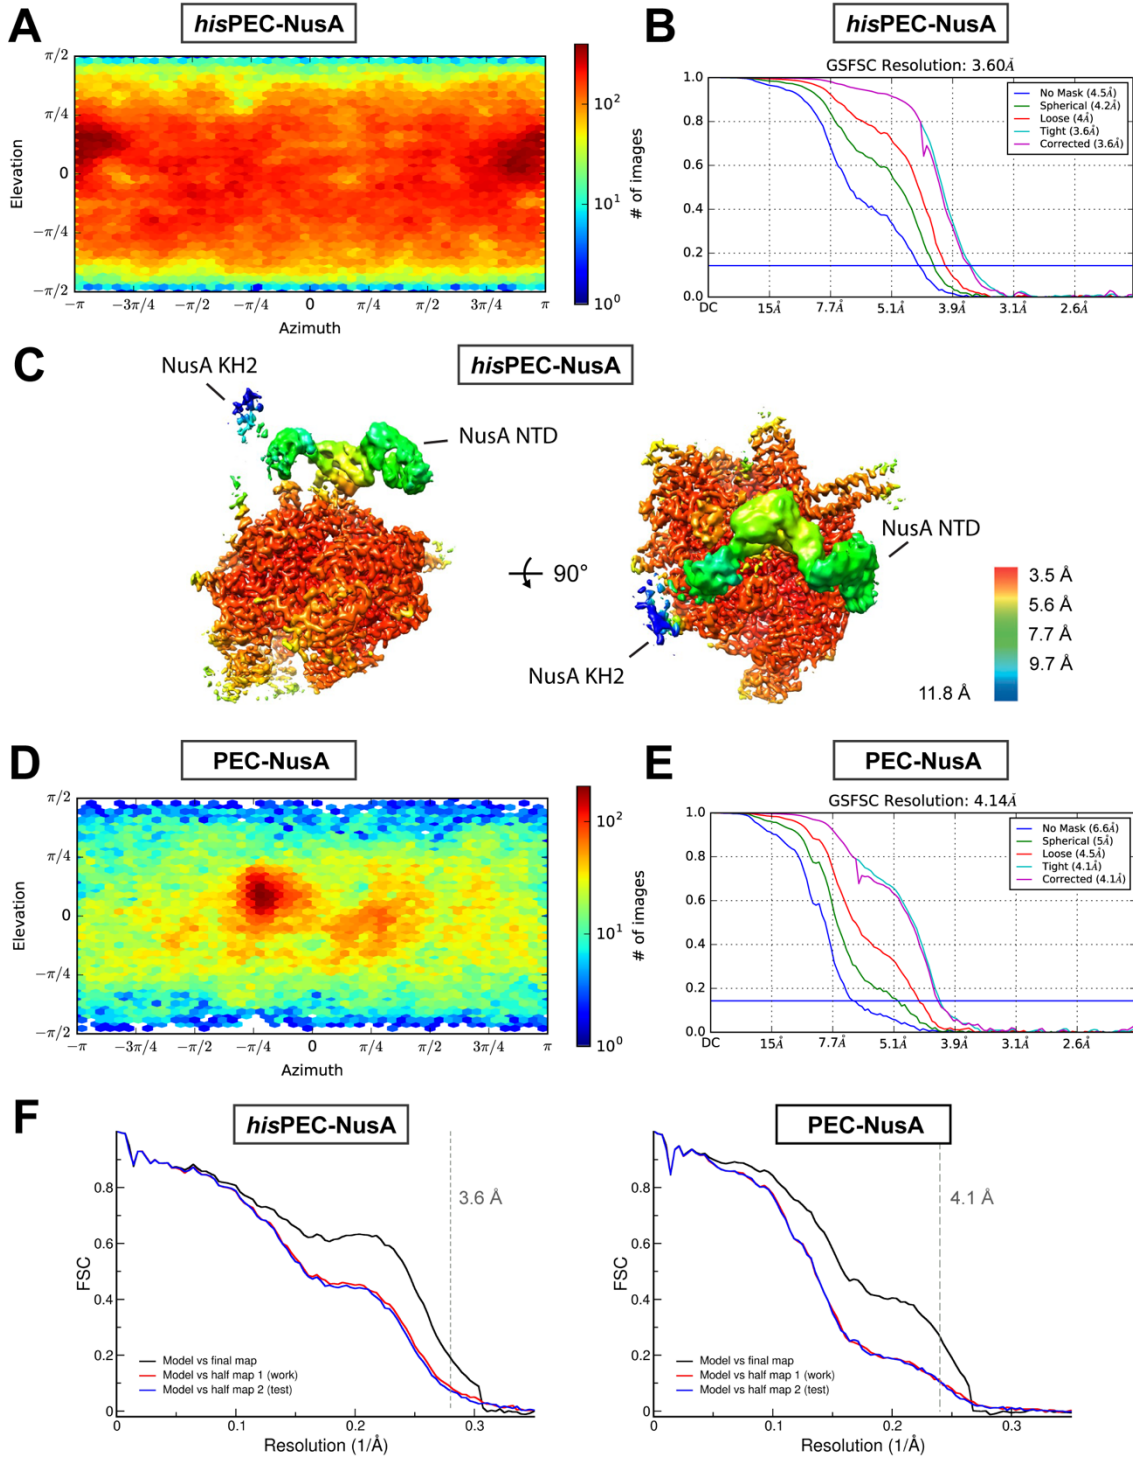 A
hisPEC-NusA
π/2
π/4
0
−π/4
−π/2
Elevation
−π
−3π/4
−π/2
−π/4
0
π/4
π/2
3π/4
π
Azimuth
10²
10¹
10⁰
# of images
B
hisPEC-NusA
GSFSC Resolution: 3.60Å
1.0
0.8
0.6
0.4
0.2
0.0
No Mask (4.5Å)
Spherical (4.2Å)
Loose (4Å)
Tight (3.6Å)
Corrected (3.6Å)
DC
15Å
7.7Å
5.1Å
3.9Å
3.1Å
2.6Å
C
hisPEC-NusA
NusA KH2
NusA NTD
90°
NusA NTD
NusA KH2
3.5 Å
5.6 Å
7.7 Å
9.7 Å
11.8 Å
D
PEC-NusA
π/2
π/4
0
−π/4
−π/2
Elevation
−π
−3π/4
−π/2
−π/4
0
π/4
π/2
3π/4
π
Azimuth
10²
10¹
10⁰
# of images
E
PEC-NusA
GSFSC Resolution: 4.14Å
1.0
0.8
0.6
0.4
0.2
0.0
No Mask (6.6Å)
Spherical (5Å)
Loose (4.5Å)
Tight (4.1Å)
Corrected (4.1Å)
DC
15Å
7.7Å
5.1Å
3.9Å
3.1Å
2.6Å
F
hisPEC-NusA
3.6 Å
0.8
0.6
0.4
0.2
0
FSC
Model vs final map
Model vs half map 1 (work)
Model vs half map 2 (test)
0
0.1
0.2
0.3
Resolution (1/Å)
PEC-NusA
4.1 Å
0.8
0.6
0.4
0.2
0
FSC
Model vs final map
Model vs half map 1 (work)
Model vs half map 2 (test)
0
0.1
0.2
0.3
Resolution (1/Å)